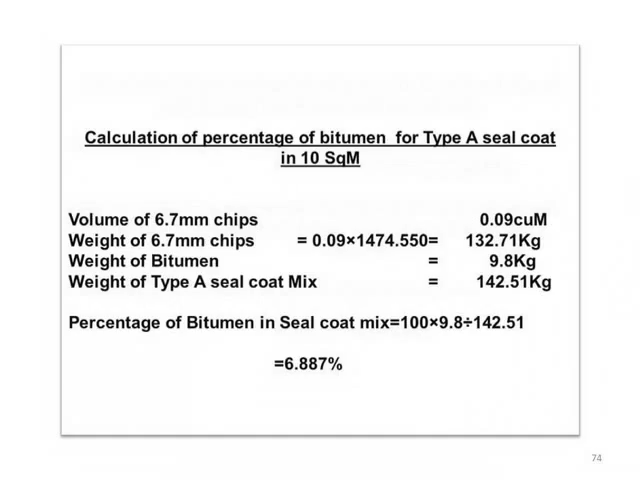 Calculation of percentage of bitumen for Type A seal coat
in 10 SqM
Volume of 6.7mm chips 0.09cuM
Weight of 6.7mm chips = 0.09×1474.550= 132.71Kg
Weight of Bitumen = 9.8Kg
Weight of Type A seal coat Mix = 142.51Kg
Percentage of Bitumen in Seal coat mix=100×9.8÷142.51
=6.887%
74